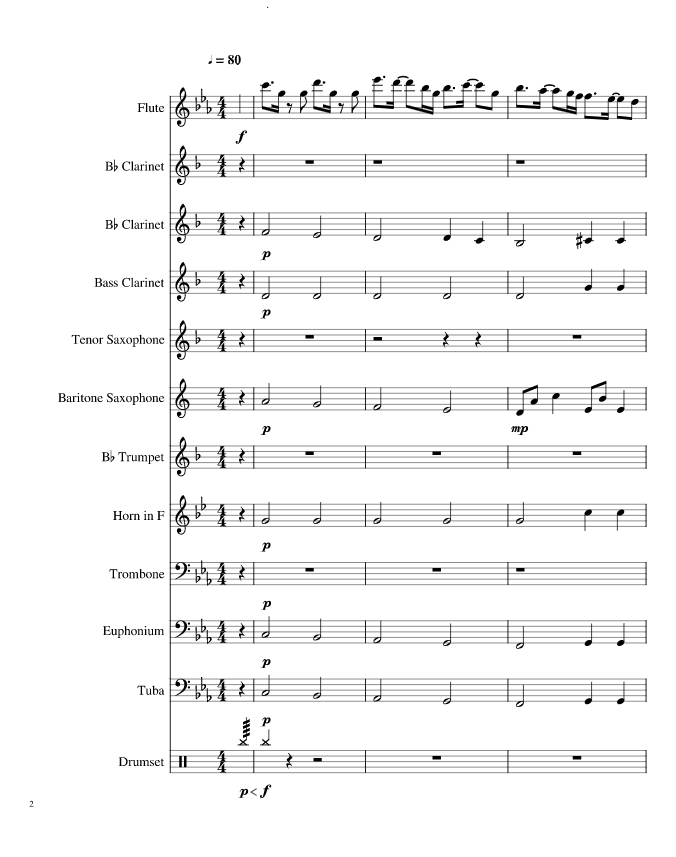 ♩ = 80
Flute
f
B♭ Clarinet
B♭ Clarinet
p
Bass Clarinet
p
Tenor Saxophone
Baritone Saxophone
p mp
B♭ Trumpet
Horn in F
p
Trombone
p
Euphonium
p
Tuba
p
Drumset
p < f
2